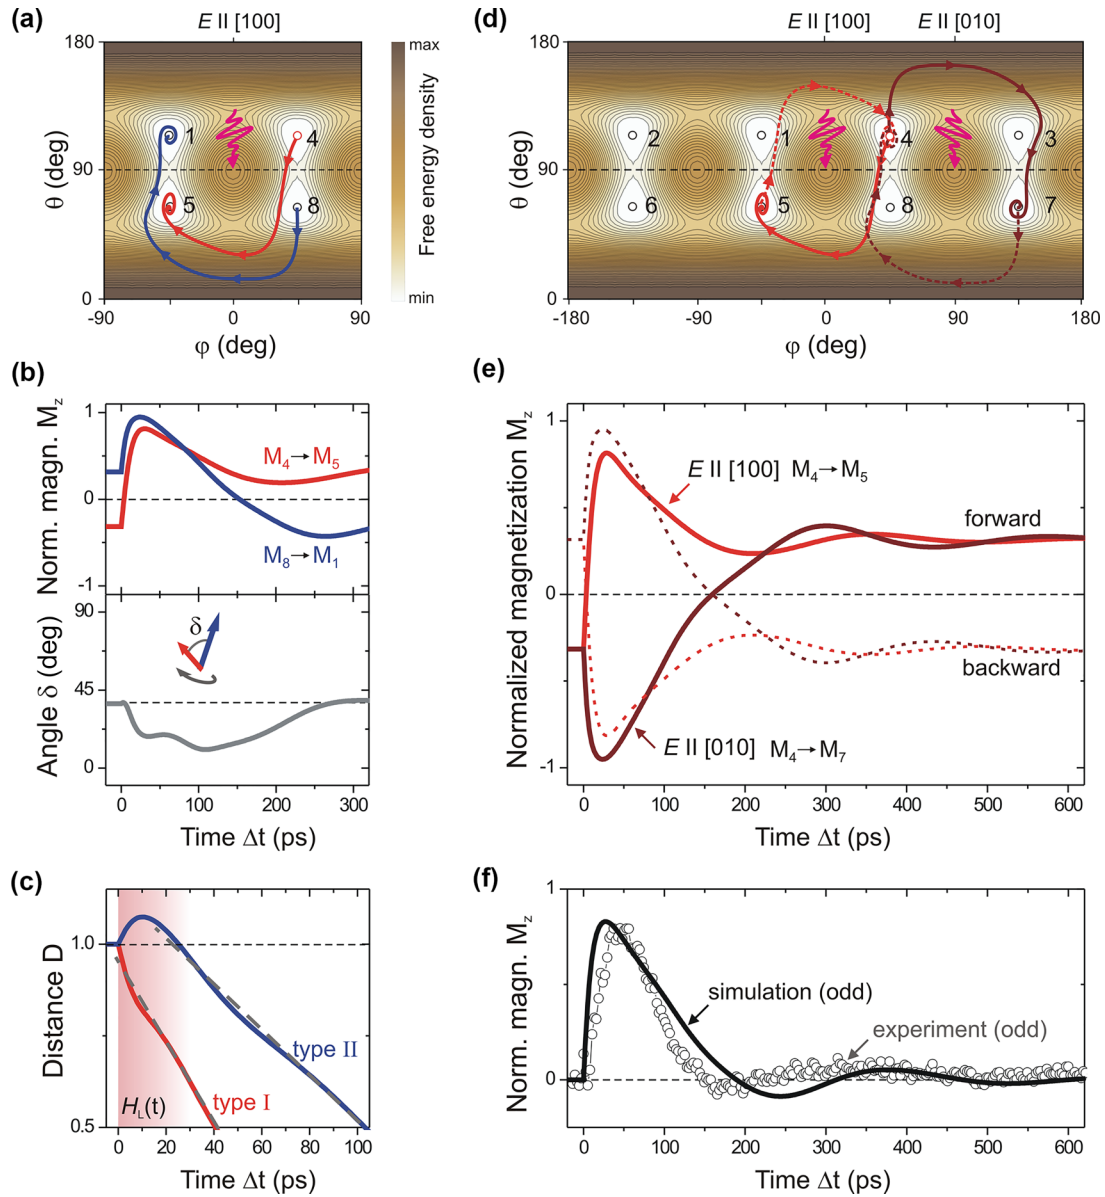 (a)
E II [100]
180
90
0
θ (deg)
1
4
5
8
-90
0
90
φ (deg)
max
Free energy density
min
(d)
E II [100]
E II [010]
180
90
0
θ (deg)
2
1
4
3
6
5
8
7
-180
-90
0
90
180
φ (deg)
(b)
Norm. magn. Mz
1
0
-1
M4→M5
M8→M1
Angle δ (deg)
90
45
0
δ
0
100
200
300
Time Δt (ps)
(e)
Normalized magnetization Mz
1
0
-1
E II [100] M4→M5
forward
backward
E II [010] M4→M7
0
100
200
300
400
500
600
Time Δt (ps)
(c)
Distance D
1.0
0.5
type II
type I
HL(t)
0
20
40
60
80
100
Time Δt (ps)
(f)
Norm. magn. Mz
1
0
simulation (odd)
experiment (odd)
0
100
200
300
400
500
600
Time Δt (ps)